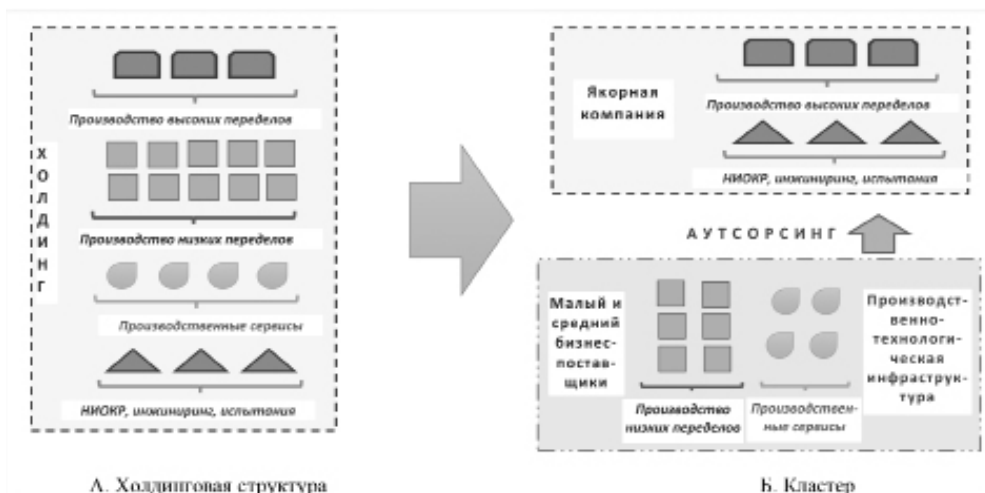 ХОЛДИНГ
Производство высоких переделов
Производство низких переделов
Производственные сервисы
НИОКР, инжиниринг, испытания
А. Холдинговая структура
Якорная
компания
Производство высоких переделов
НИОКР, инжиниринг, испытания
АУТСОРСИНГ
Малый и
средний
бизнес-
постав-
щики
Производство
низких переделов
Производствен-
ные сервисы
Производст-
венно-
технологи-
ческая
инфраструк-
тура
Б. Кластер